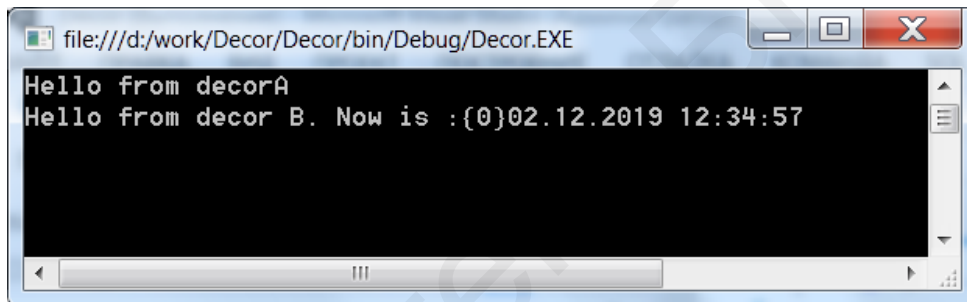 file:///d:/work/Decor/Decor/bin/Debug/Decor.EXE
Hello from decorA
Hello from decor B. Now is :{0}02.12.2019 12:34:57